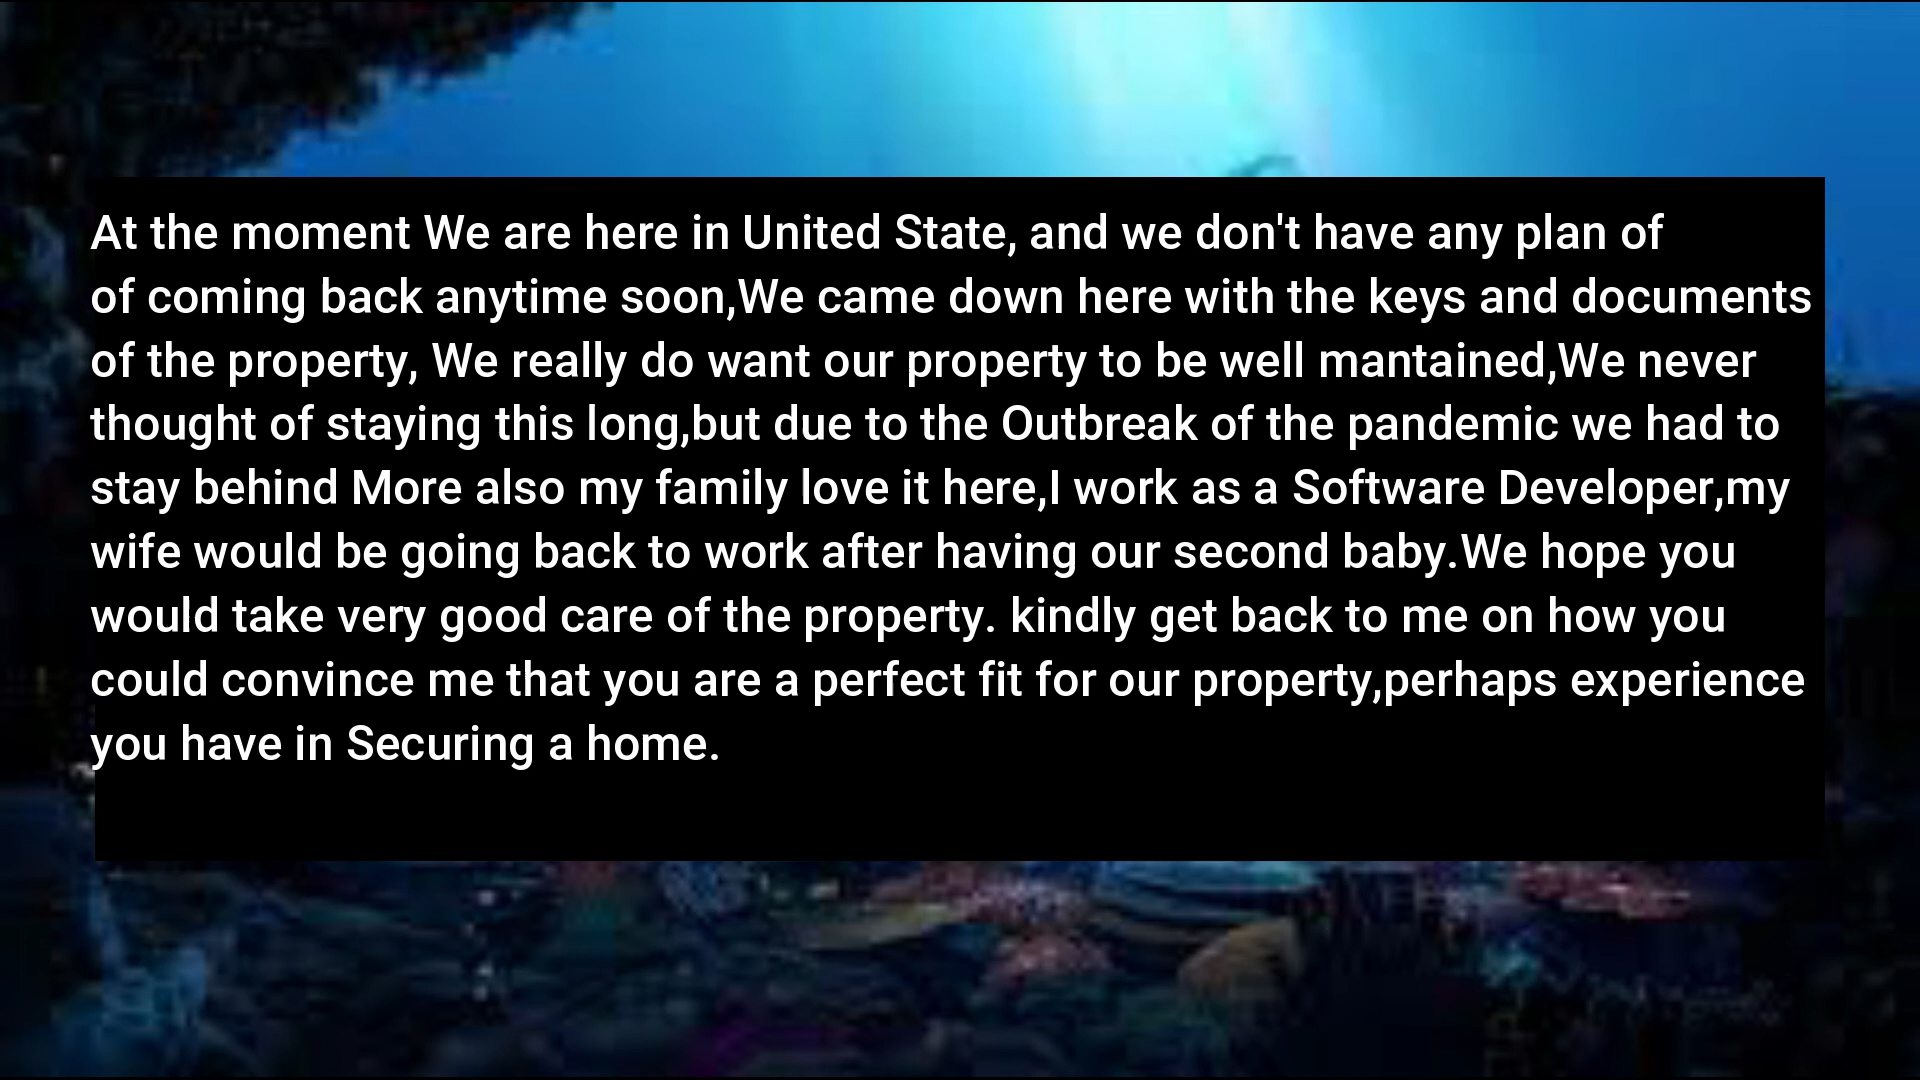 At the moment We are here in United State, and we don't have any plan of
of coming back anytime soon,We came down here with the keys and documents
of the property, We really do want our property to be well mantained,We never
thought of staying this long,but due to the Outbreak of the pandemic we had to
stay behind More also my family love it here,I work as a Software Developer,my
wife would be going back to work after having our second baby.We hope you
would take very good care of the property. kindly get back to me on how you
could convince me that you are a perfect fit for our property,perhaps experience
you have in Securing a home.